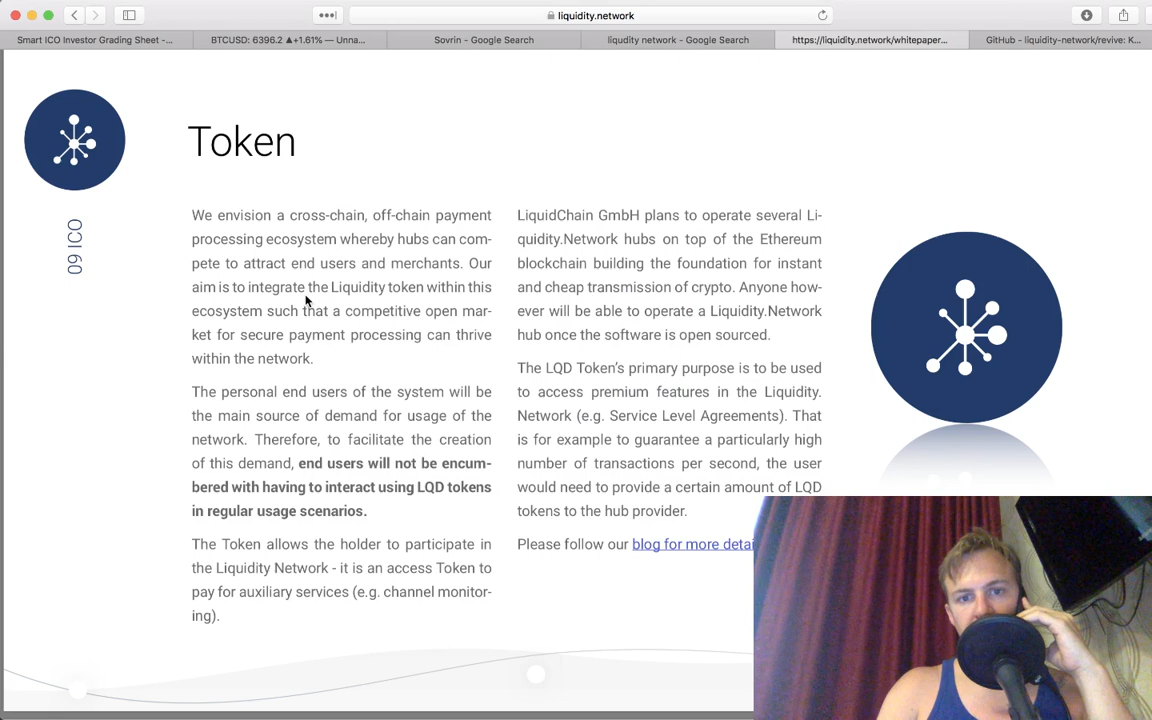 liquidity.network
Smart ICO Investor Grading Sheet -...
BTCUSD: 6396.2 ▲+1.61% — Unna...
Sovrin - Google Search
liqudity network - Google Search
https://liquidity.network/whitepaper...
GitHub - liquidity-network/revive: K...
Token
09 ICO
We envision a cross-chain, off-chain payment
processing ecosystem whereby hubs can com-
pete to attract end users and merchants. Our
aim is to integrate the Liquidity token within this
ecosystem such that a competitive open mar-
ket for secure payment processing can thrive
within the network.
The personal end users of the system will be
the main source of demand for usage of the
network. Therefore, to facilitate the creation
of this demand, end users will not be encum-
bered with having to interact using LQD tokens
in regular usage scenarios.
The Token allows the holder to participate in
the Liquidity Network - it is an access Token to
pay for auxiliary services (e.g. channel monitor-
ing).
LiquidChain GmbH plans to operate several Li-
quidity.Network hubs on top of the Ethereum
blockchain building the foundation for instant
and cheap transmission of crypto. Anyone how-
ever will be able to operate a Liquidity.Network
hub once the software is open sourced.
The LQD Token's primary purpose is to be used
to access premium features in the Liquidity.
Network (e.g. Service Level Agreements). That
is for example to guarantee a particularly high
number of transactions per second, the user
would need to provide a certain amount of LQD
tokens to the hub provider.
Please follow our blog for more detai